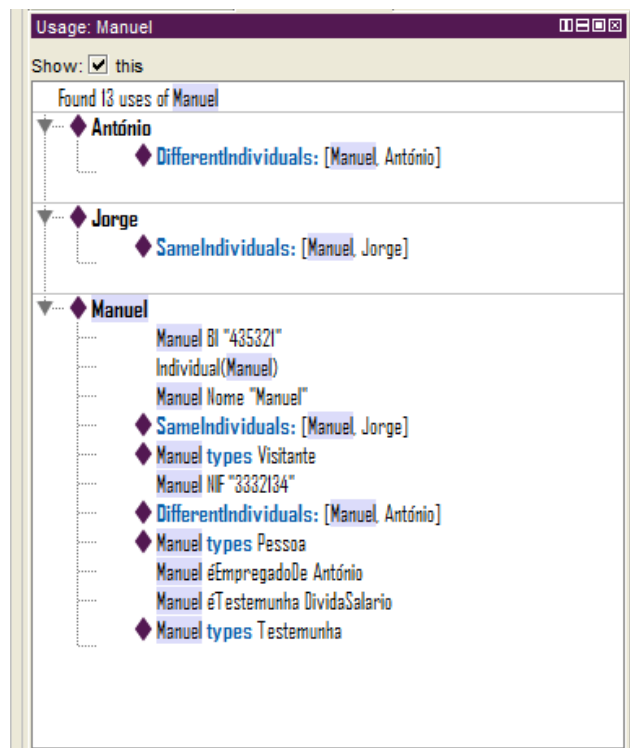 Usage: Manuel
Show: this
Found 13 uses of Manuel
António
DifferentIndividuals: [Manuel, António]
Jorge
SameIndividuals: [Manuel, Jorge]
Manuel
Manuel BI "435321"
Individual(Manuel)
Manuel Nome "Manuel"
SameIndividuals: [Manuel, Jorge]
Manuel types Visitante
Manuel NIF "3332134"
DifferentIndividuals: [Manuel, António]
Manuel types Pessoa
Manuel éEmpregadoDe António
Manuel éTestemunha DividaSalario
Manuel types Testemunha